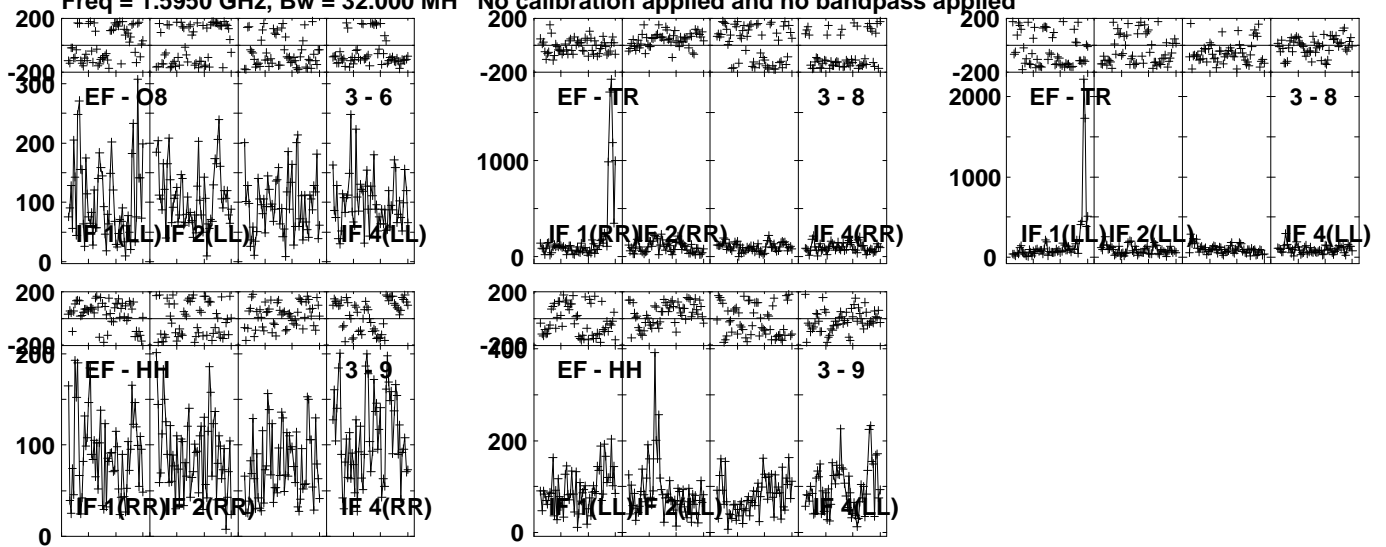 Freq = 1.5950 GHz, Bw = 32.000 MH No calibration applied and no bandpass applied
200
-200
300
200
100
0
EF - O8 3 - 6
IF 1(LL) IF 2(LL) IF 4(LL)
200
-200
1000
0
EF - TR 3 - 8
IF 1(RR) IF 2(RR) IF 4(RR)
200
-200
2000
1000
0
EF - TR 3 - 8
IF 1(LL) IF 2(LL) IF 4(LL)
200
-200
200
100
0
EF - HH 3 - 9
IF 1(RR) IF 2(RR) IF 4(RR)
200
-200
400
200
0
EF - HH 3 - 9
IF 1(LL) IF 2(LL) IF 4(LL)